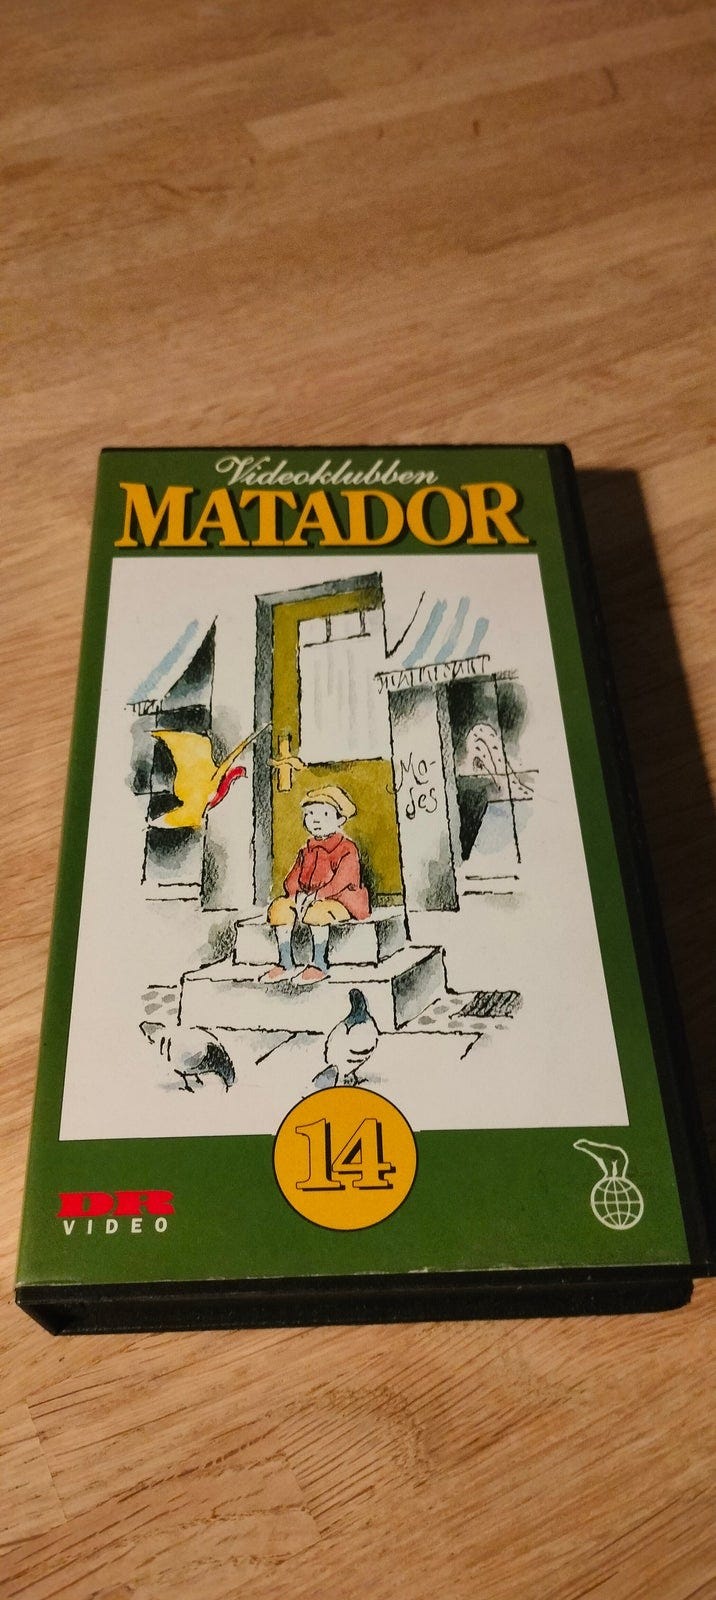 Videoklubben
MATADOR
Mo-
des
14
DR
VIDEO